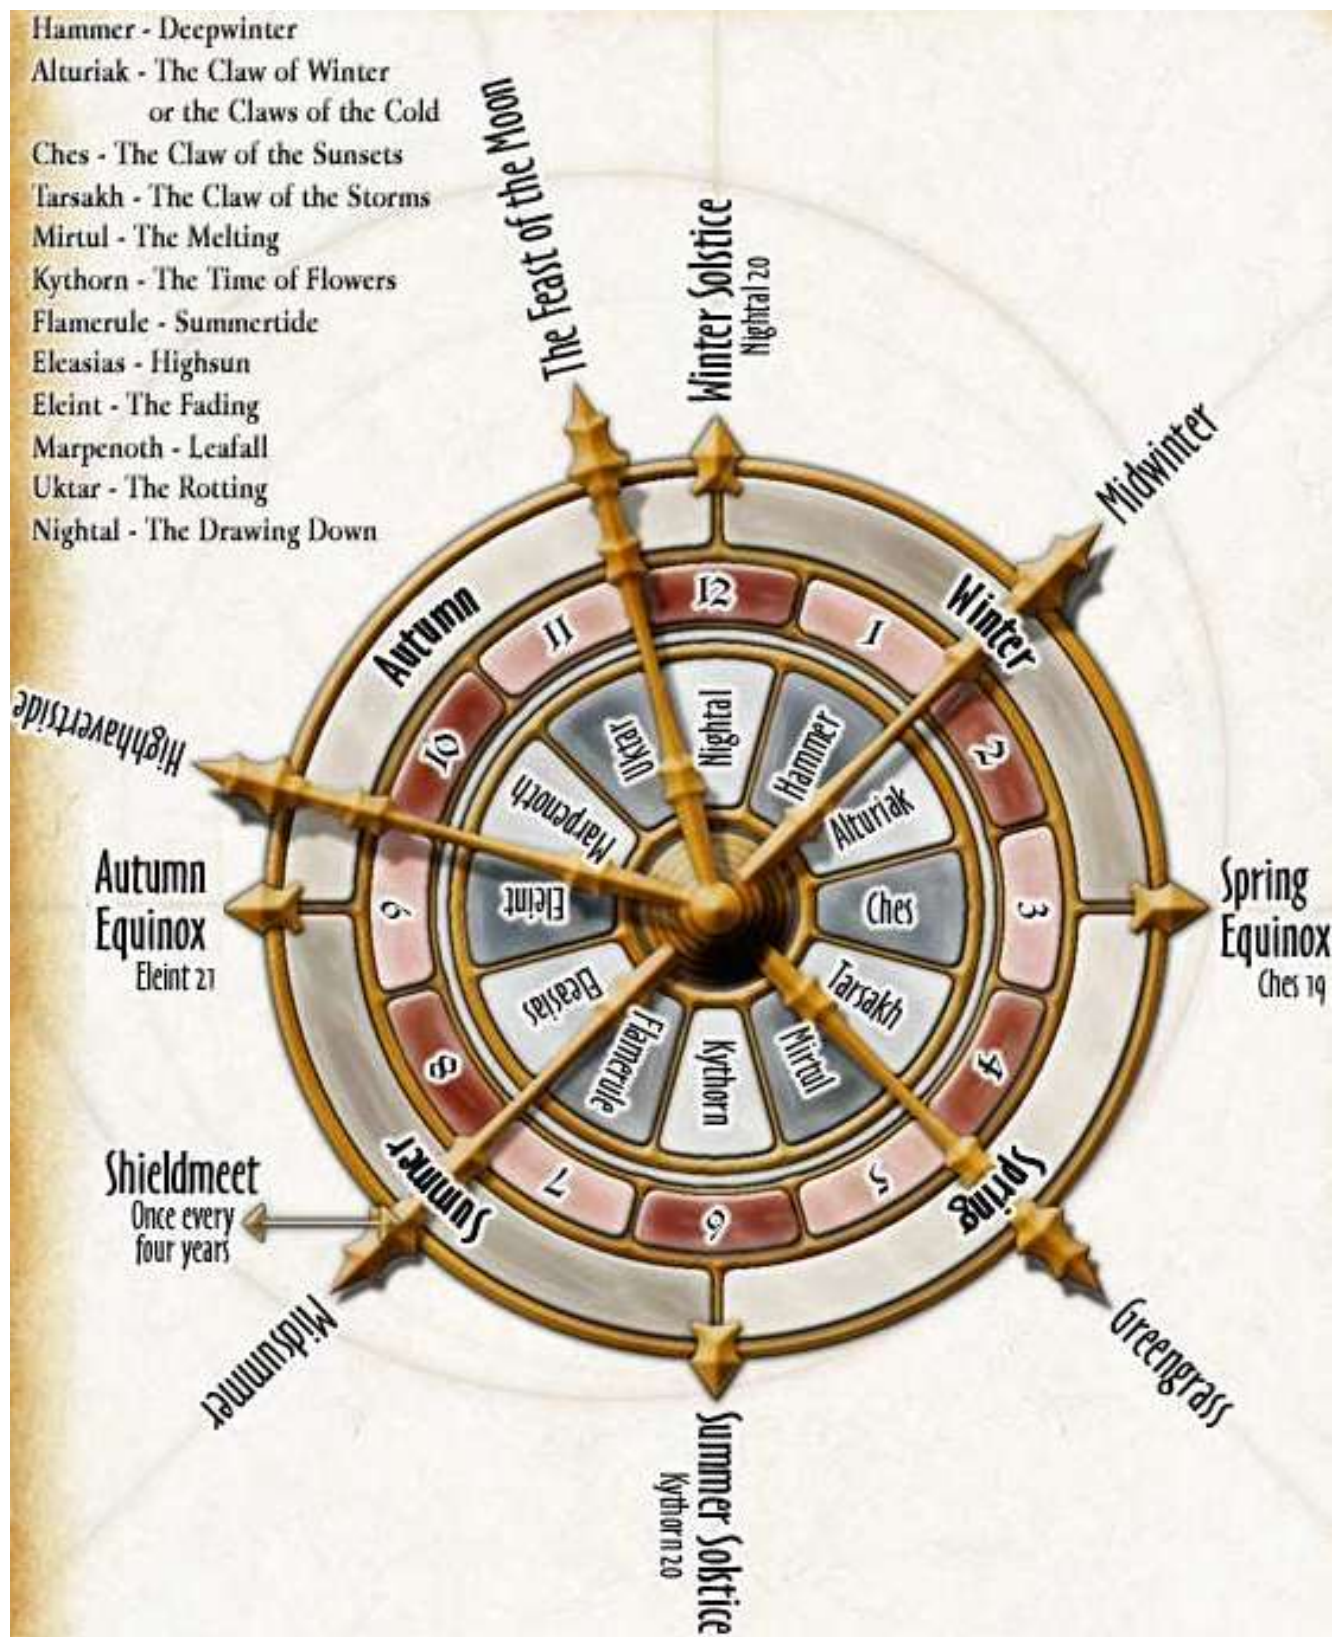 Hammer - Deepwinter
Alturiak - The Claw of Winter
or the Claws of the Cold
Ches - The Claw of the Sunsets
Tarsakh - The Claw of the Storms
Mirtul - The Melting
Kythorn - The Time of Flowers
Flamerule - Summertide
Eleasias - Highsun
Eleint - The Fading
Marpenoth - Leafall
Uktar - The Rotting
Nightal - The Drawing Down
The Feast of the Moon
Winter Solstice
Nightal 20
Midwinter
Spring
Equinox
Ches 19
Greengrass
Summer Solstice
Kythorn 20
Midsummer
Shieldmeet
Once every
four years
Autumn
Equinox
Eleint 21
Highharvestide
Autumn
Winter
Spring
Summer
12
1
2
3
4
5
6
7
8
9
10
11
Nightal
Hammer
Alturiak
Ches
Tarsakh
Mirtul
Kythorn
Flamerule
Eleasias
Eleint
Marpenoth
Uktar